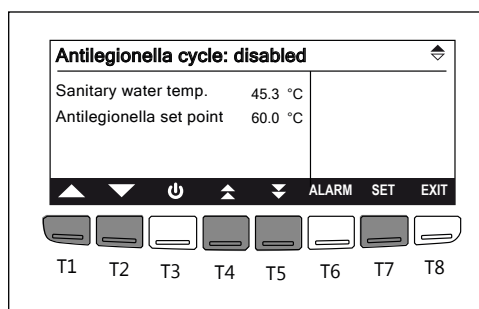 Antilegionella cycle: disabled
Sanitary water temp. 45.3 °C
Antilegionella set point 60.0 °C
ALARM SET EXIT
T1 T2 T3 T4 T5 T6 T7 T8